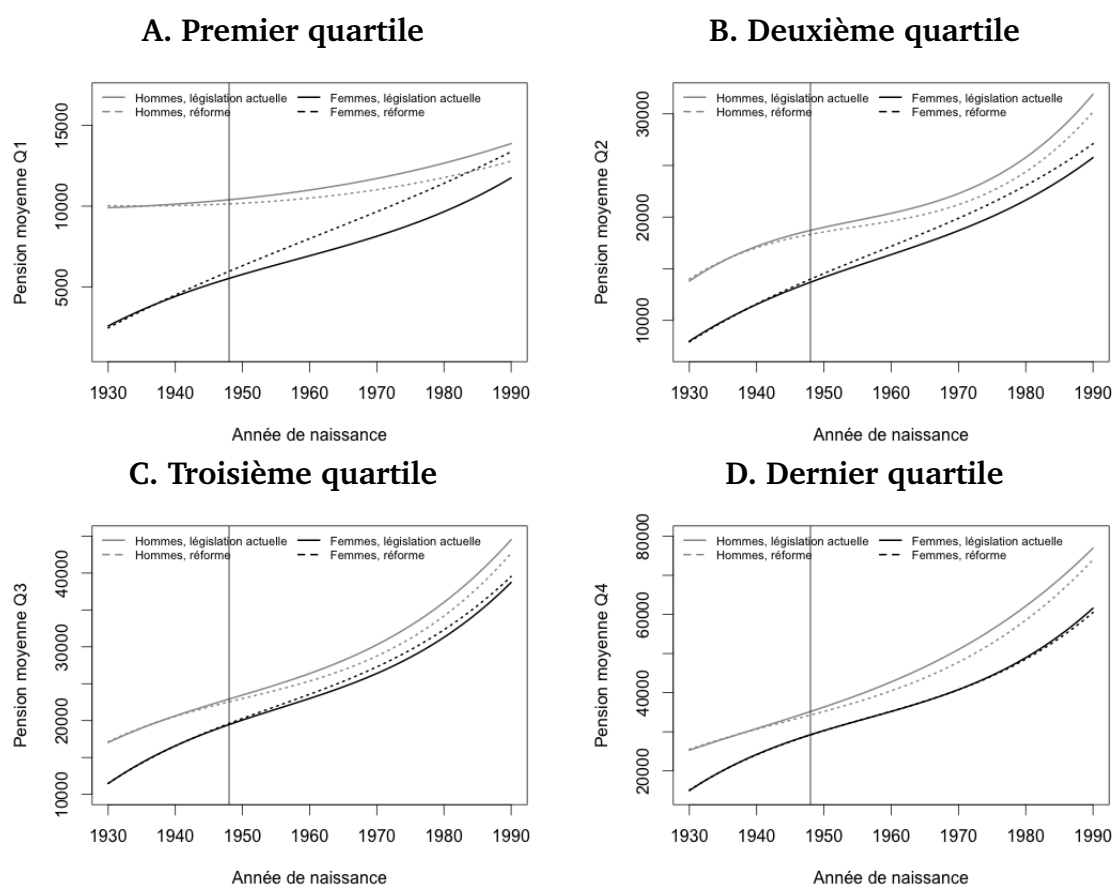 A. Premier quartile
Hommes, législation actuelle
Hommes, réforme
Femmes, législation actuelle
Femmes, réforme
Pension moyenne Q1
15000
10000
5000
1930 1940 1950 1960 1970 1980 1990
Année de naissance
B. Deuxième quartile
Hommes, législation actuelle
Hommes, réforme
Femmes, législation actuelle
Femmes, réforme
Pension moyenne Q2
30000
20000
10000
1930 1940 1950 1960 1970 1980 1990
Année de naissance
C. Troisième quartile
Hommes, législation actuelle
Hommes, réforme
Femmes, législation actuelle
Femmes, réforme
Pension moyenne Q3
40000
30000
20000
10000
1930 1940 1950 1960 1970 1980 1990
Année de naissance
D. Dernier quartile
Hommes, législation actuelle
Hommes, réforme
Femmes, législation actuelle
Femmes, réforme
Pension moyenne Q4
80000
60000
40000
20000
1930 1940 1950 1960 1970 1980 1990
Année de naissance